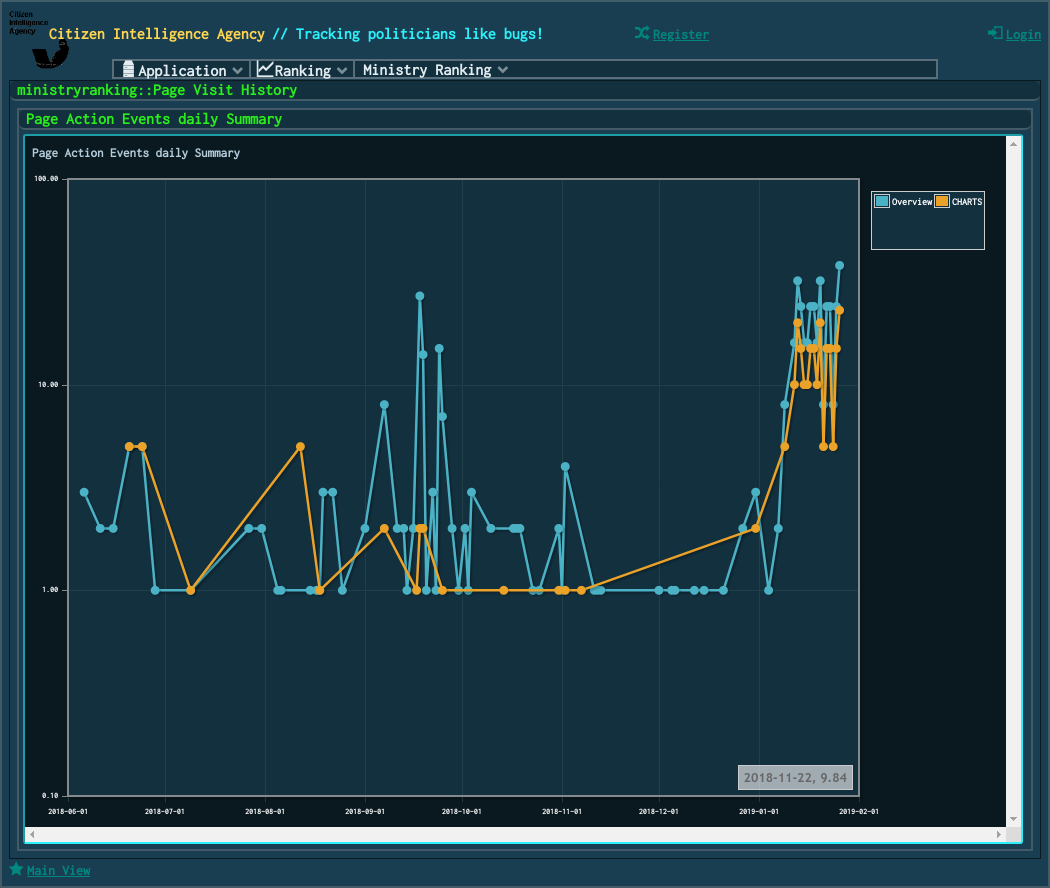 Citizen
Intelligence
Agency
Citizen Intelligence Agency // Tracking politicians like bugs!
Register
Login
Application
Ranking
Ministry Ranking
ministryranking::Page Visit History
Page Action Events daily Summary
Page Action Events daily Summary
100.00
Overview CHARTS
10.00
1.00
2018-11-22, 9.84
0.10
2018-06-01 2018-07-01 2018-08-01 2018-09-01 2018-10-01 2018-11-01 2018-12-01 2019-01-01 2019-02-01
Main View